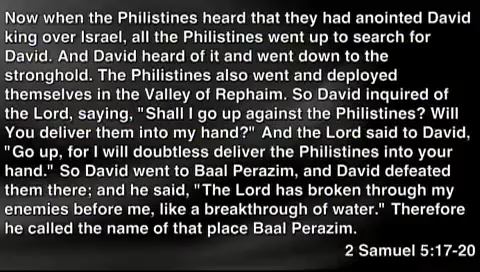 Now when the Philistines heard that they had anointed David
king over Israel, all the Philistines went up to search for
David. And David heard of it and went down to the
stronghold. The Philistines also went and deployed
themselves in the Valley of Rephaim. So David inquired of
the Lord, saying, "Shall I go up against the Philistines? Will
You deliver them into my hand?" And the Lord said to David,
"Go up, for I will doubtless deliver the Philistines into your
hand." So David went to Baal Perazim, and David defeated
them there; and he said, "The Lord has broken through my
enemies before me, like a breakthrough of water." Therefore
he called the name of that place Baal Perazim.
2 Samuel 5:17-20